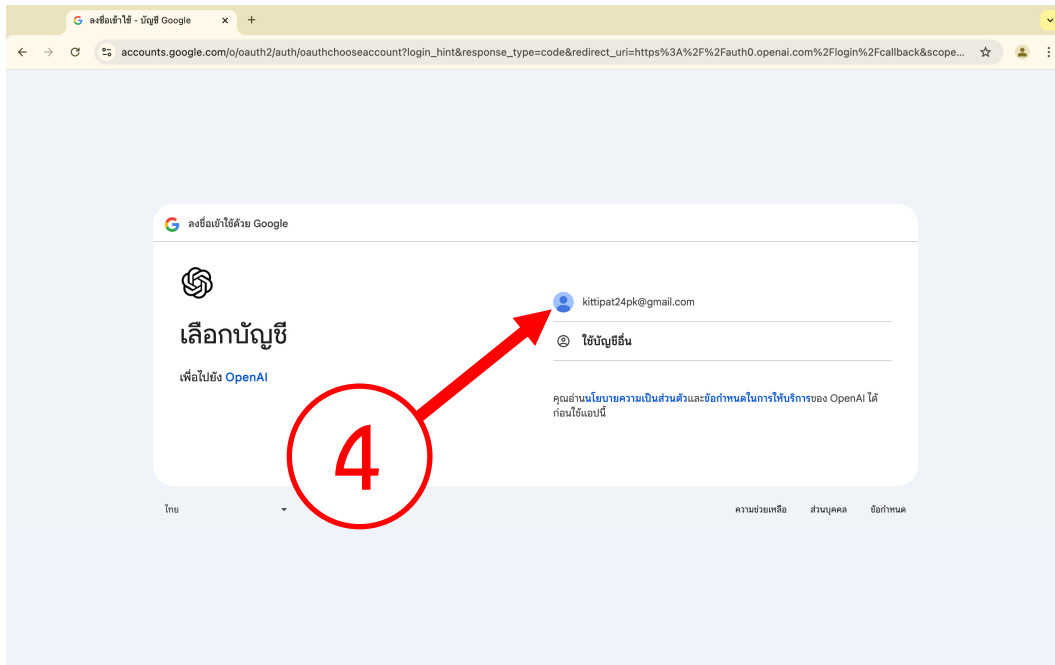 ลงชื่อเข้าใช้ - บัญชี Google
accounts.google.com/o/oauth2/auth/oauthchooseaccount?login_hint&response_type=code&redirect_uri=https%3A%2F%2Fauth0.openai.com%2Flogin%2Fcallback&scope...
ลงชื่อเข้าใช้ด้วย Google
เลือกบัญชี
เพื่อไปยัง OpenAI
kittipat24pk@gmail.com
ใช้บัญชีอื่น
คุณอ่านนโยบายความเป็นส่วนตัวและข้อกำหนดในการให้บริการของ OpenAI ได้
ก่อนใช้แอปนี้
4
ไทย
ความช่วยเหลือ ส่วนบุคคล ข้อกำหนด